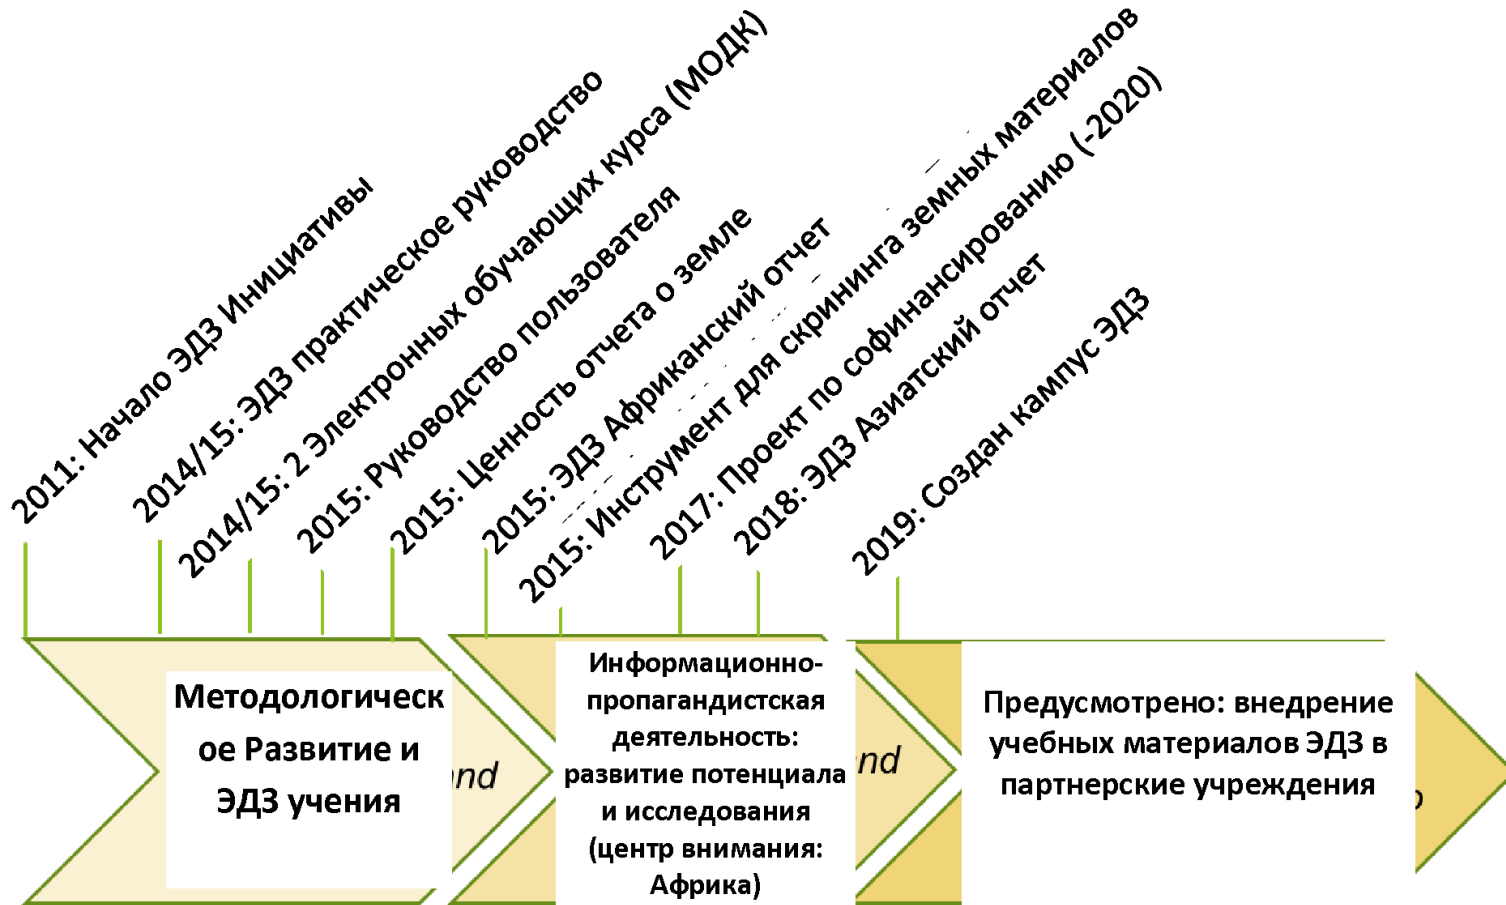 2011: Начало ЭДЗ Инициативы
2014/15: ЭДЗ практическое руководство
2014/15: 2 Электронных обучающих курса (МОДК)
2015: Руководство пользователя
2015: Ценность отчета о земле
2015: ЭДЗ Африканский отчет
2015: Инструмент для скрининга земных материалов
2017: Проект по софинансированию (-2020)
2018: ЭДЗ Азиатский отчет
2019: Создан кампус ЭДЗ
Методологическ
ое Развитие и
ЭДЗ учения
and
Информационно-
пропагандистская
деятельность:
развитие потенциала
и исследования
(центр внимания:
Африка)
nd
Предусмотрено: внедрение
учебных материалов ЭДЗ в
партнерские учреждения